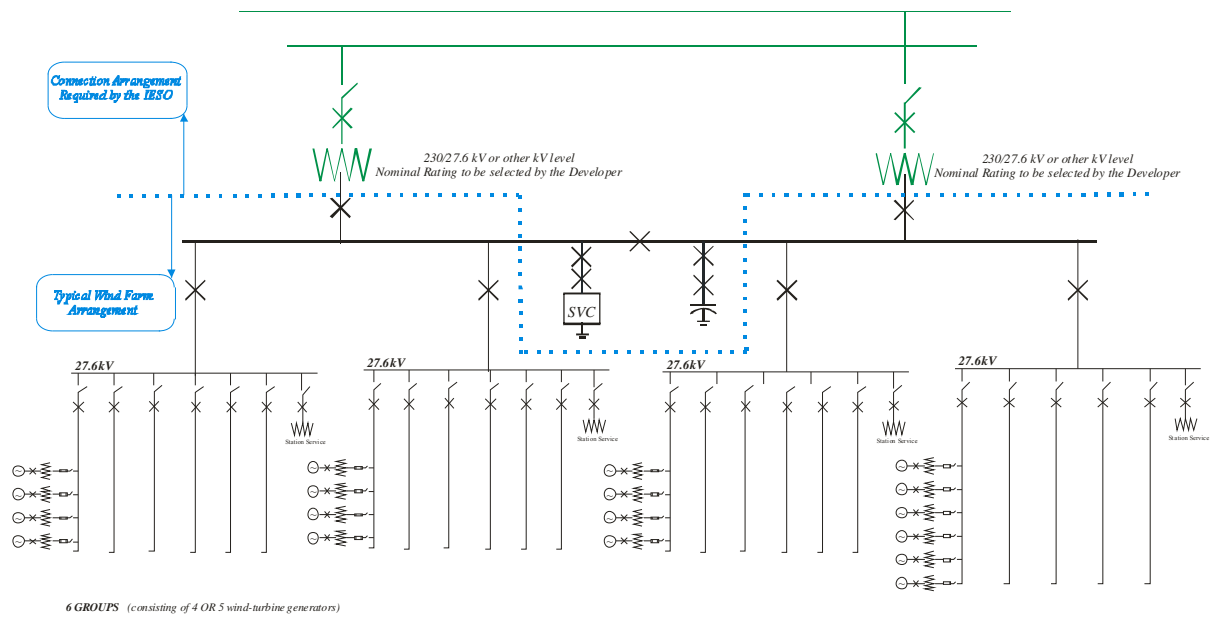 Connection Arrangement
Required by the IESO
230/27.6 kV or other kV level
Nominal Rating to be selected by the Developer
230/27.6 kV or other kV level
Nominal Rating to be selected by the Developer
Typical Wind Farm
Arrangement
SVC
27.6kV
27.6kV
27.6kV
27.6kV
Station Service
Station Service
Station Service
Station Service
6 GROUPS (consisting of 4 OR 5 wind-turbine generators)